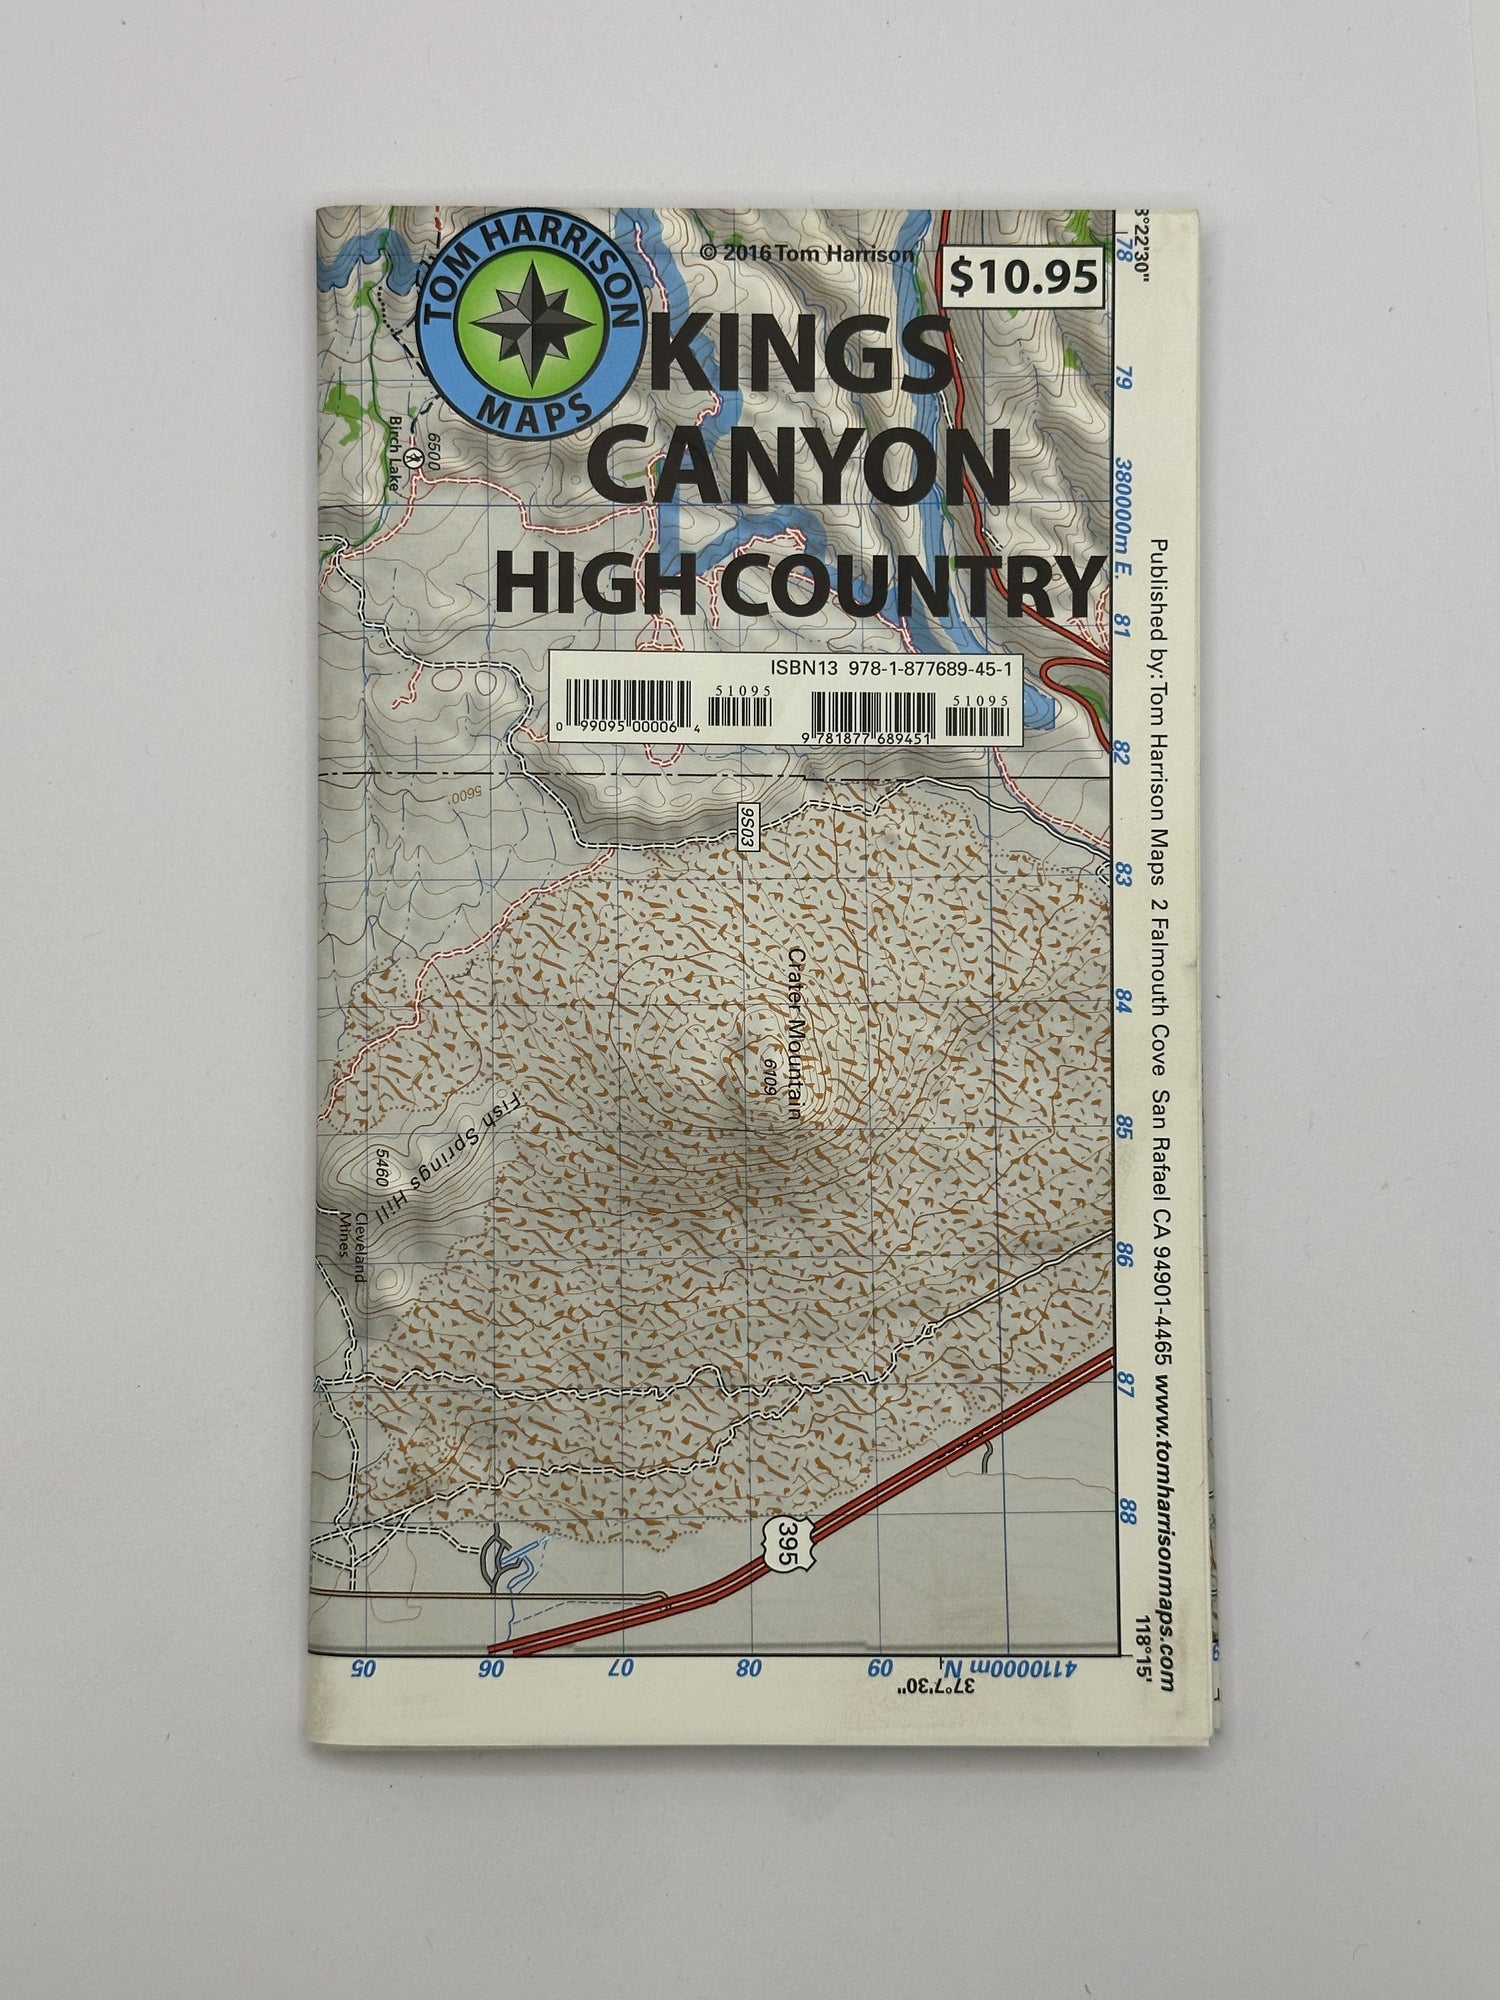 TOM HARRISON
MAPS
© 2016 Tom Harrison
$10.95
KINGS
CANYON
HIGH COUNTRY
ISBN13 978-1-877689-45-1
51095
51095
0 99095 00006 4
9 781877 689451
Birch Lake
6500
5600
9S03
Crater Mountain
6109
Fish Springs Hill
5460
Cleveland
Mines
395
78
79
380000m E.
81
82
83
84
85
86
87
88
118°15'
05
06
07
08
09
4110000m N.
37°7'30"
Published by: Tom Harrison Maps 2 Falmouth Cove San Rafael CA 94901-4465 www.tomharrisonmaps.com